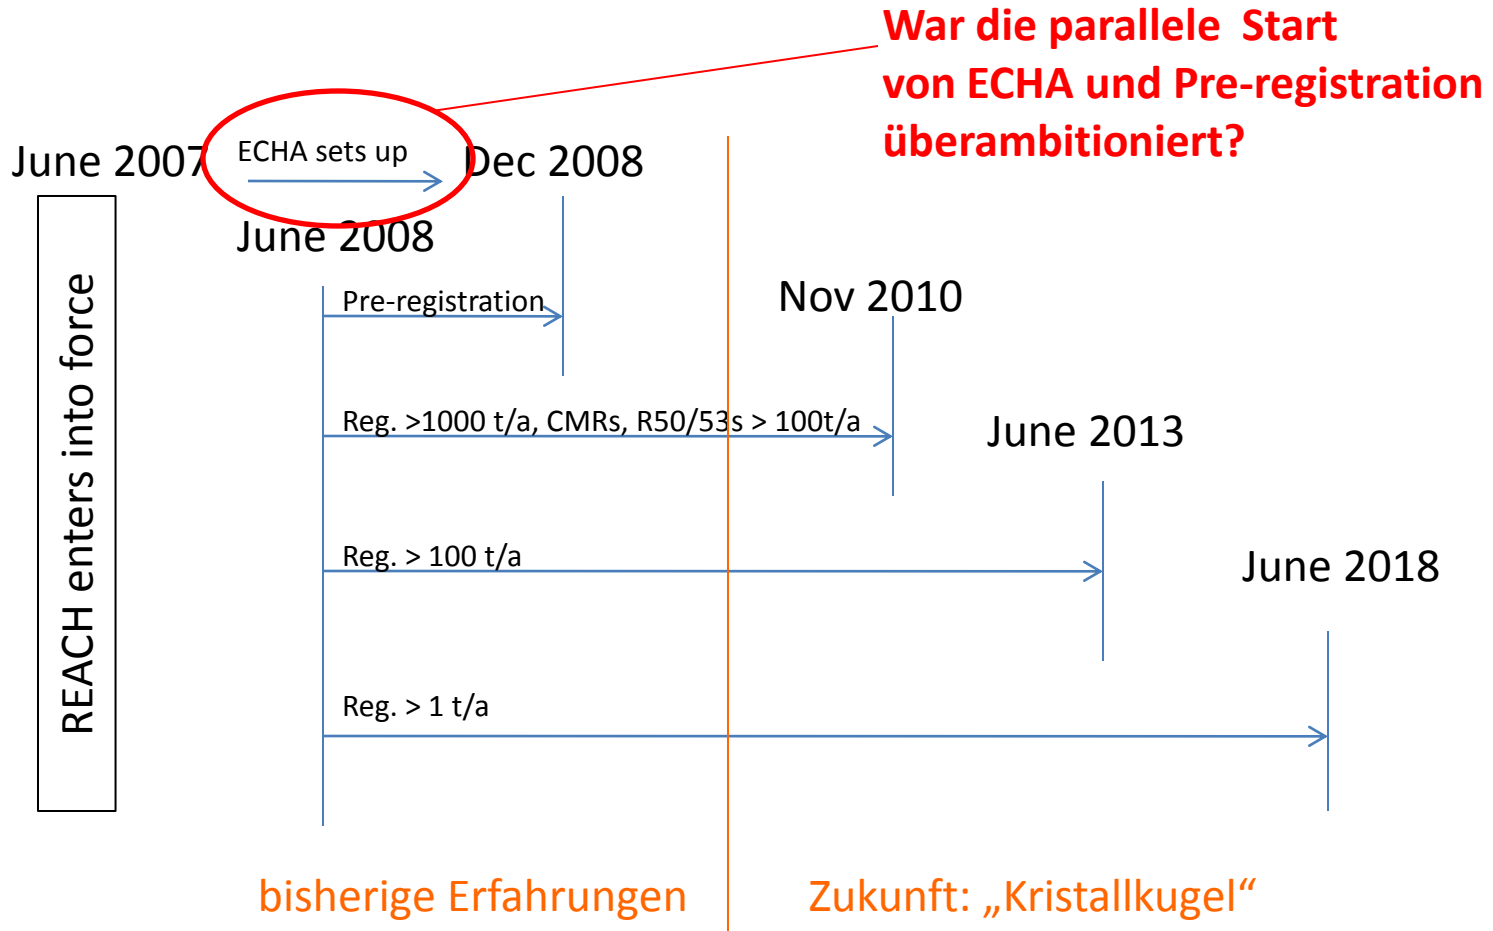 War die parallele Start
von ECHA und Pre-registration
überambitioniert?
June 2007
ECHA sets up
Dec 2008
June 2008
Pre-registration
Nov 2010
Reg. >1000 t/a, CMRs, R50/53s > 100t/a
June 2013
Reg. > 100 t/a
June 2018
Reg. > 1 t/a
REACH enters into force
bisherige Erfahrungen
Zukunft: „Kristallkugel“